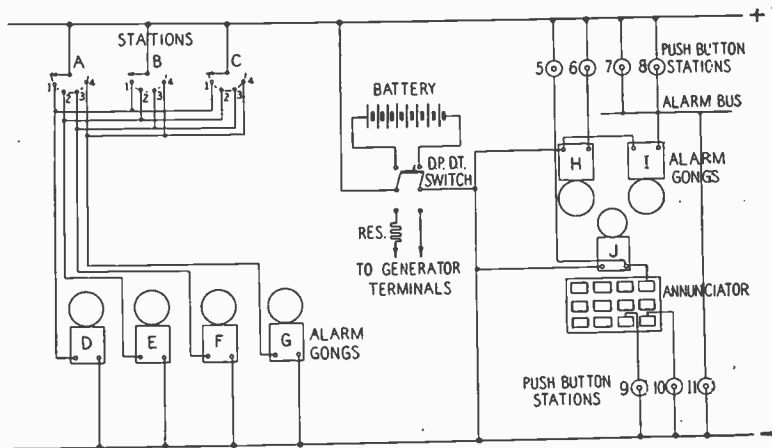 +
STATIONS
A B C
1 2 3 4 1 2 3 4 1 2 3 4
5 6 7 8 PUSH BUTTON
STATIONS
BATTERY
ALARM BUS
D.P. D.T.
SWITCH
H I ALARM
GONGS
RES.
J
TO GENERATOR
TERMINALS
ANNUNCIATOR
D E F G ALARM
GONGS
PUSH BUTTON
STATIONS
9 10 11
-